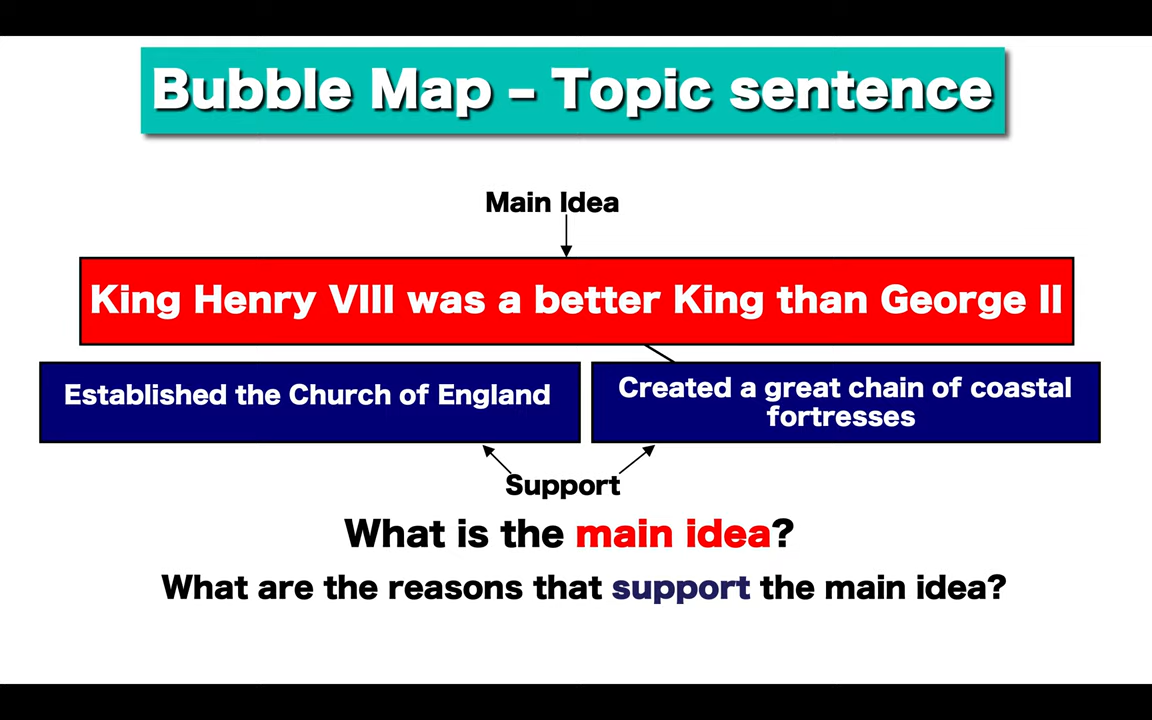 Bubble Map – Topic sentence
Main Idea
King Henry VIII was a better King than George II
Established the Church of England
Created a great chain of coastal
fortresses
Support
What is the main idea?
What are the reasons that support the main idea?